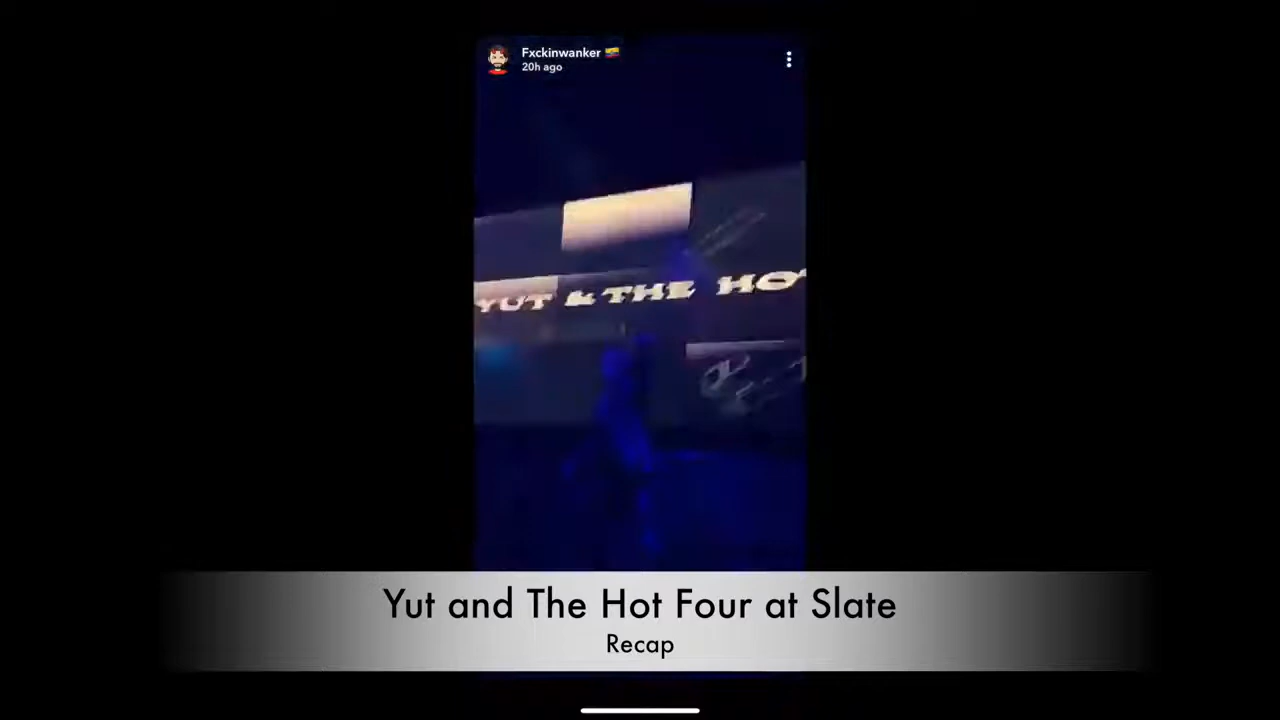 Fxckinwanker 🇪🇨
20h ago
YUT & THE HO
Yut and The Hot Four at Slate
Recap